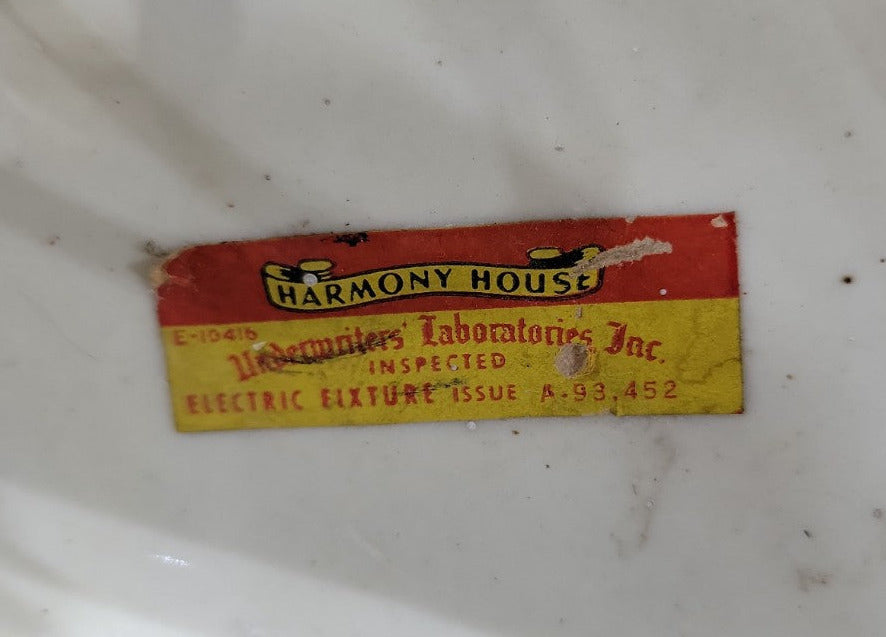 HARMONY HOUSE
E-10416
Underwriters' Laboratories, Inc.
INSPECTED
ELECTRIC FIXTURE ISSUE A-93,452